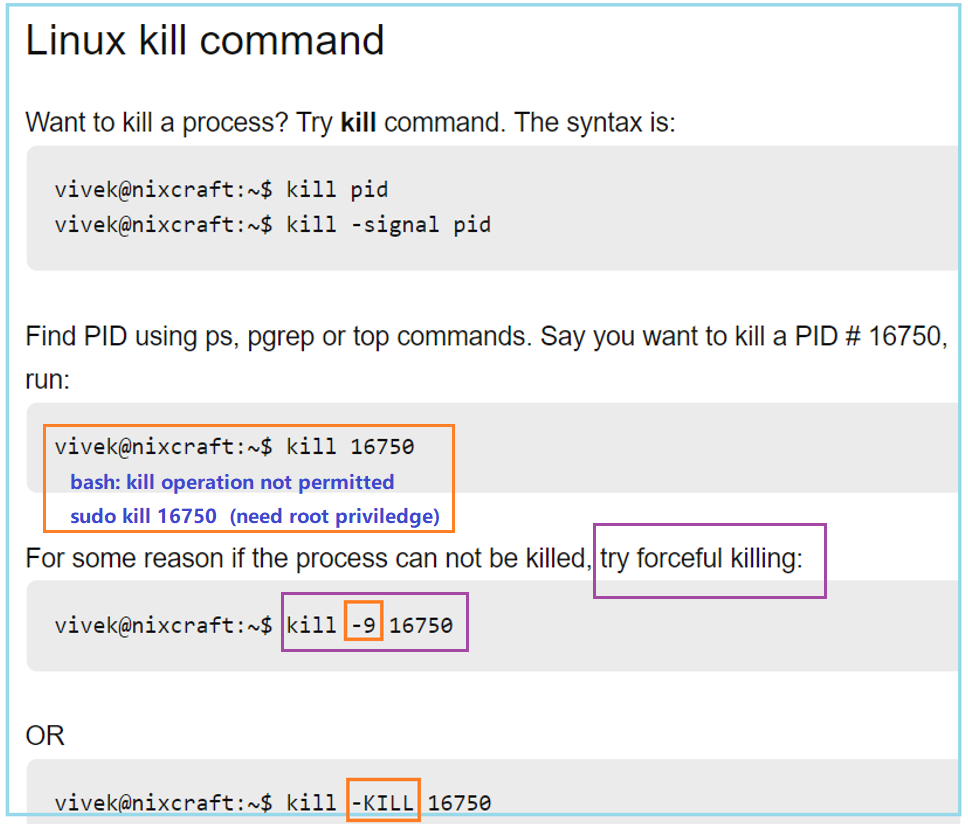 Linux kill command
Want to kill a process? Try kill command. The syntax is:
vivek@nixcraft:~$ kill pid
vivek@nixcraft:~$ kill -signal pid
Find PID using ps, pgrep or top commands. Say you want to kill a PID # 16750,
run:
vivek@nixcraft:~$ kill 16750
bash: kill operation not permitted
sudo kill 16750 (need root priviledge)
For some reason if the process can not be killed, try forceful killing:
vivek@nixcraft:~$ kill -9 16750
OR
vivek@nixcraft:~$ kill -KILL 16750